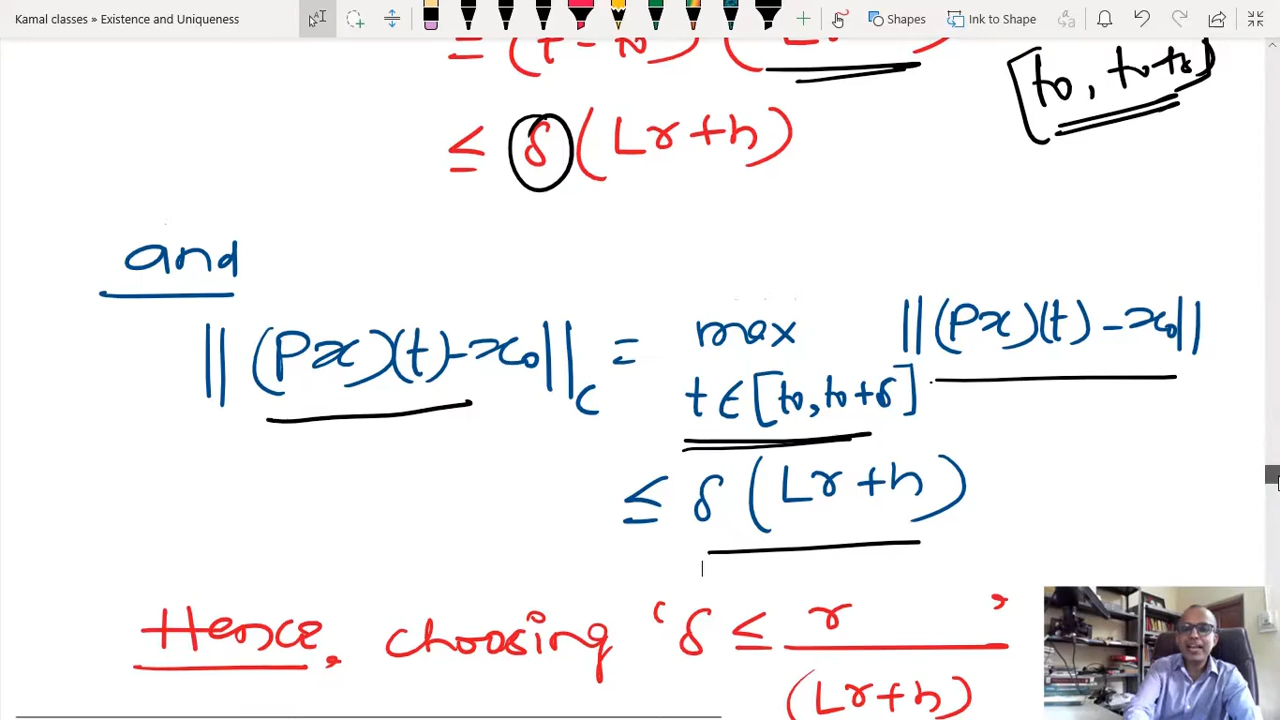 Kamal classes » Existence and Uniqueness
Shapes
Ink to Shape
[t₀, t₀+δ]
≤ δ (Lr+h)
and
||(Px)(t)-x₀||_C = max ||(Px)(t)-x₀||
t∈[t₀,t₀+δ]
≤ δ (Lr+h)
Hence, choosing 'δ ≤ r/(Lr+h)'